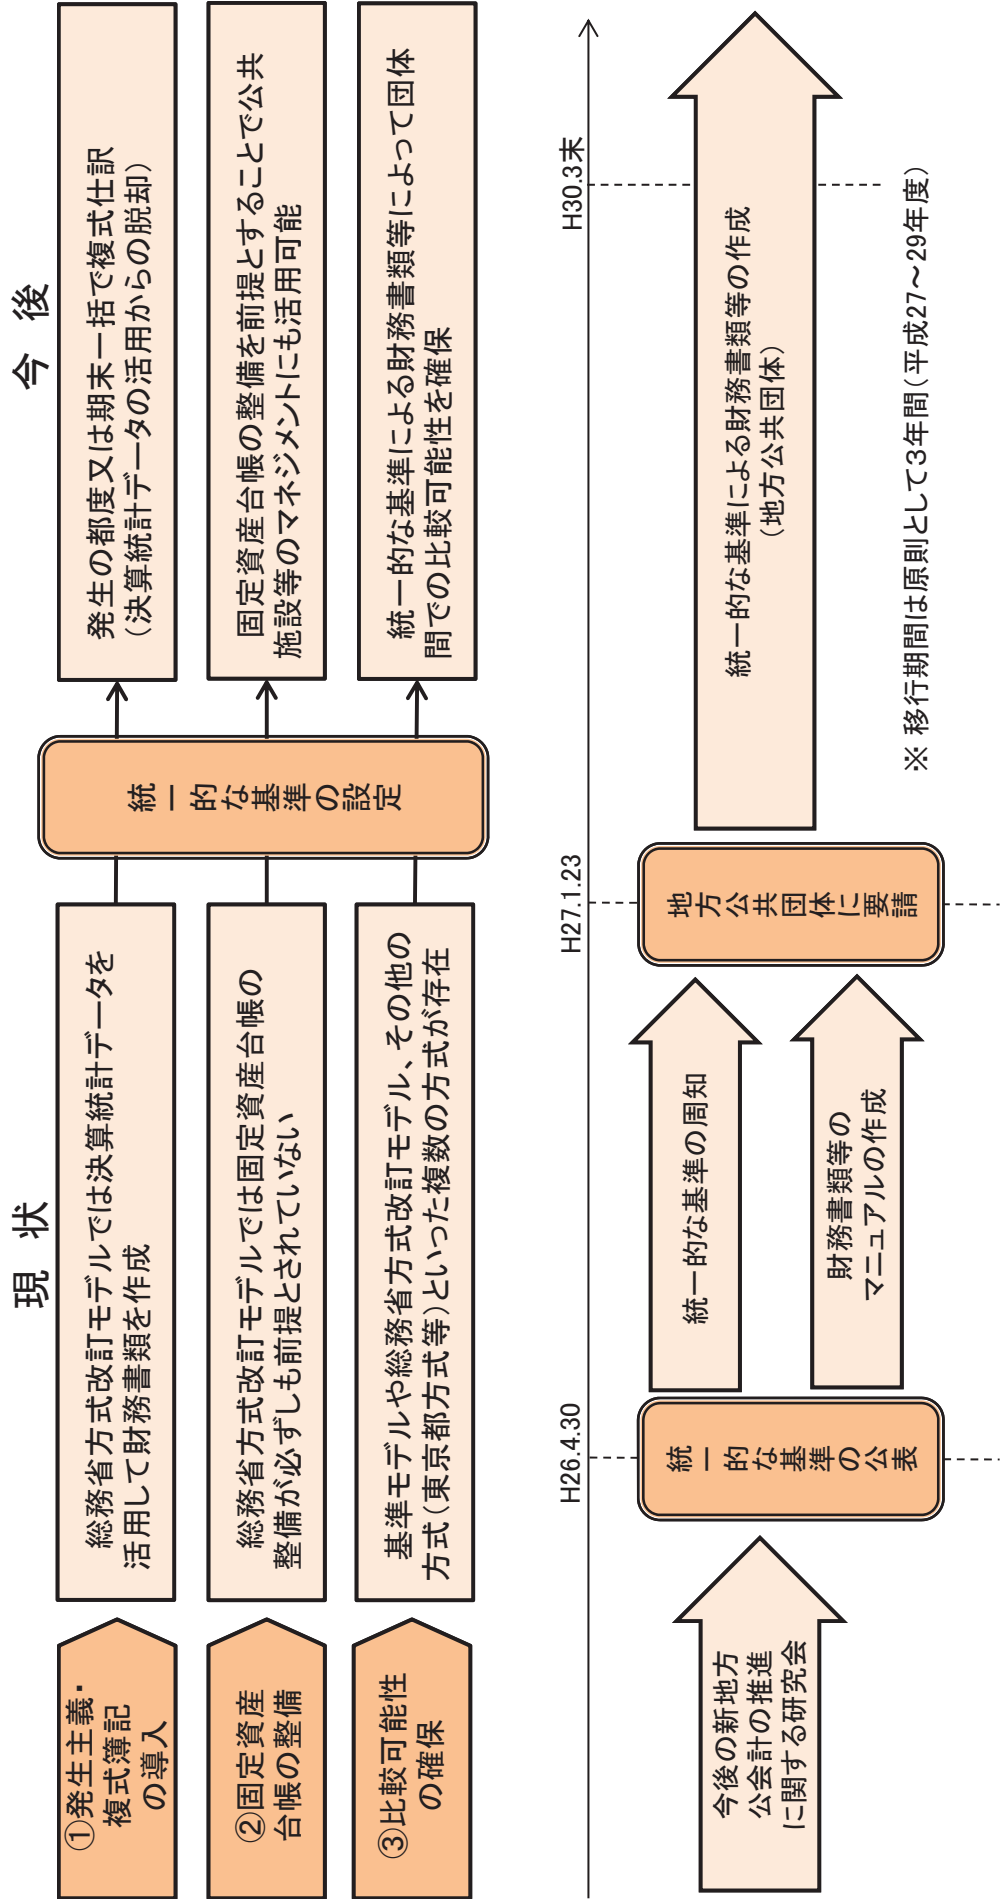 現 状
今 後
①発生主義・
複式簿記
の導入
総務省方式改訂モデルでは決算統計データを
活用して財務書類を作成
統一的な基準の設定
発生の都度又は期末一括で複式仕訳
(決算統計データの活用からの脱却)
②固定資産
台帳の整備
総務省方式改訂モデルでは固定資産台帳の
整備が必ずしも前提とされていない
固定資産台帳の整備を前提とすることで公共
施設等のマネジメントにも活用可能
③比較可能性
の確保
基準モデルや総務省方式改訂モデル、その他の
方式(東京都方式等)といった複数の方式が存在
統一的な基準による財務書類等によって団体
間での比較可能性を確保
H26.4.30
H27.1.23
H30.3末
今後の新地方
公会計の推進
に関する研究会
統一的な基準の公表
統一的な基準の周知
財務書類等の
マニュアルの作成
地方公共団体に要請
統一的な基準による財務書類等の作成
(地方公共団体)
※ 移行期間は原則として3年間(平成27~29年度)